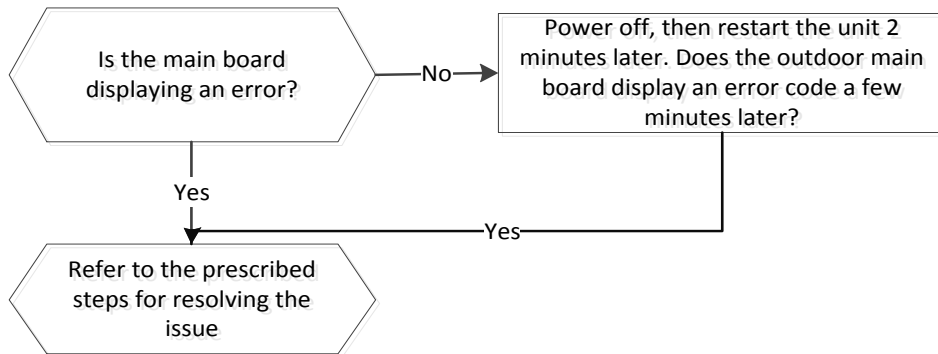 Is the main board
displaying an error?
No
Power off, then restart the unit 2
minutes later. Does the outdoor main
board display an error code a few
minutes later?
Yes
Yes
Refer to the prescribed
steps for resolving the
issue